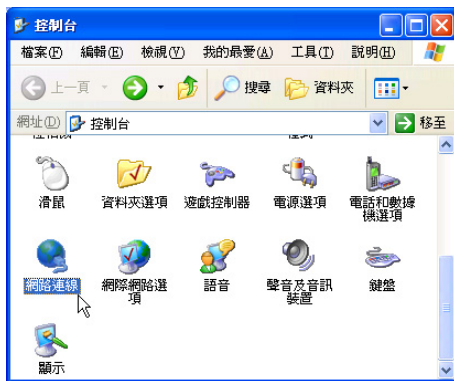 控制台
檔案(F) 編輯(E) 檢視(V) 我的最愛(A) 工具(T) 說明(H)
上一頁 搜尋 資料夾
網址(D) 控制台 移至
滑鼠 資料夾選項 遊戲控制器 電源選項 電話和數據機選項
網路連線 網際網路選項 語音 聲音及音訊裝置 鍵盤
顯示